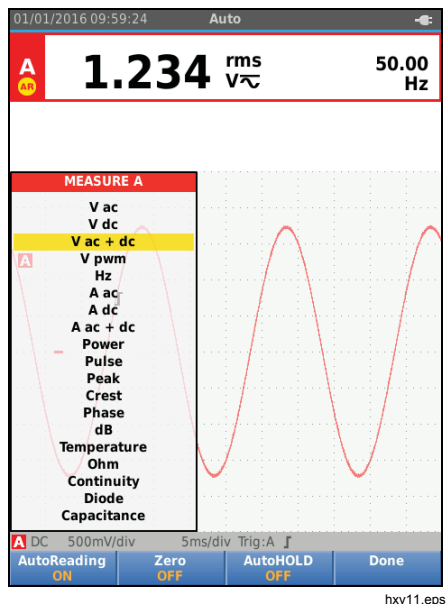 01/01/2016 09:59:24 Auto
A AR 1.234 rms V 50.00 Hz
MEASURE A
V ac
V dc
V ac + dc
V pwm
Hz
A ac
A dc
A ac + dc
Power
Pulse
Peak
Crest
Phase
dB
Temperature
Ohm
Continuity
Diode
Capacitance
A
A DC 500mV/div 5ms/div Trig:A
AutoReading Zero AutoHOLD Done
ON OFF OFF
hxv11.eps